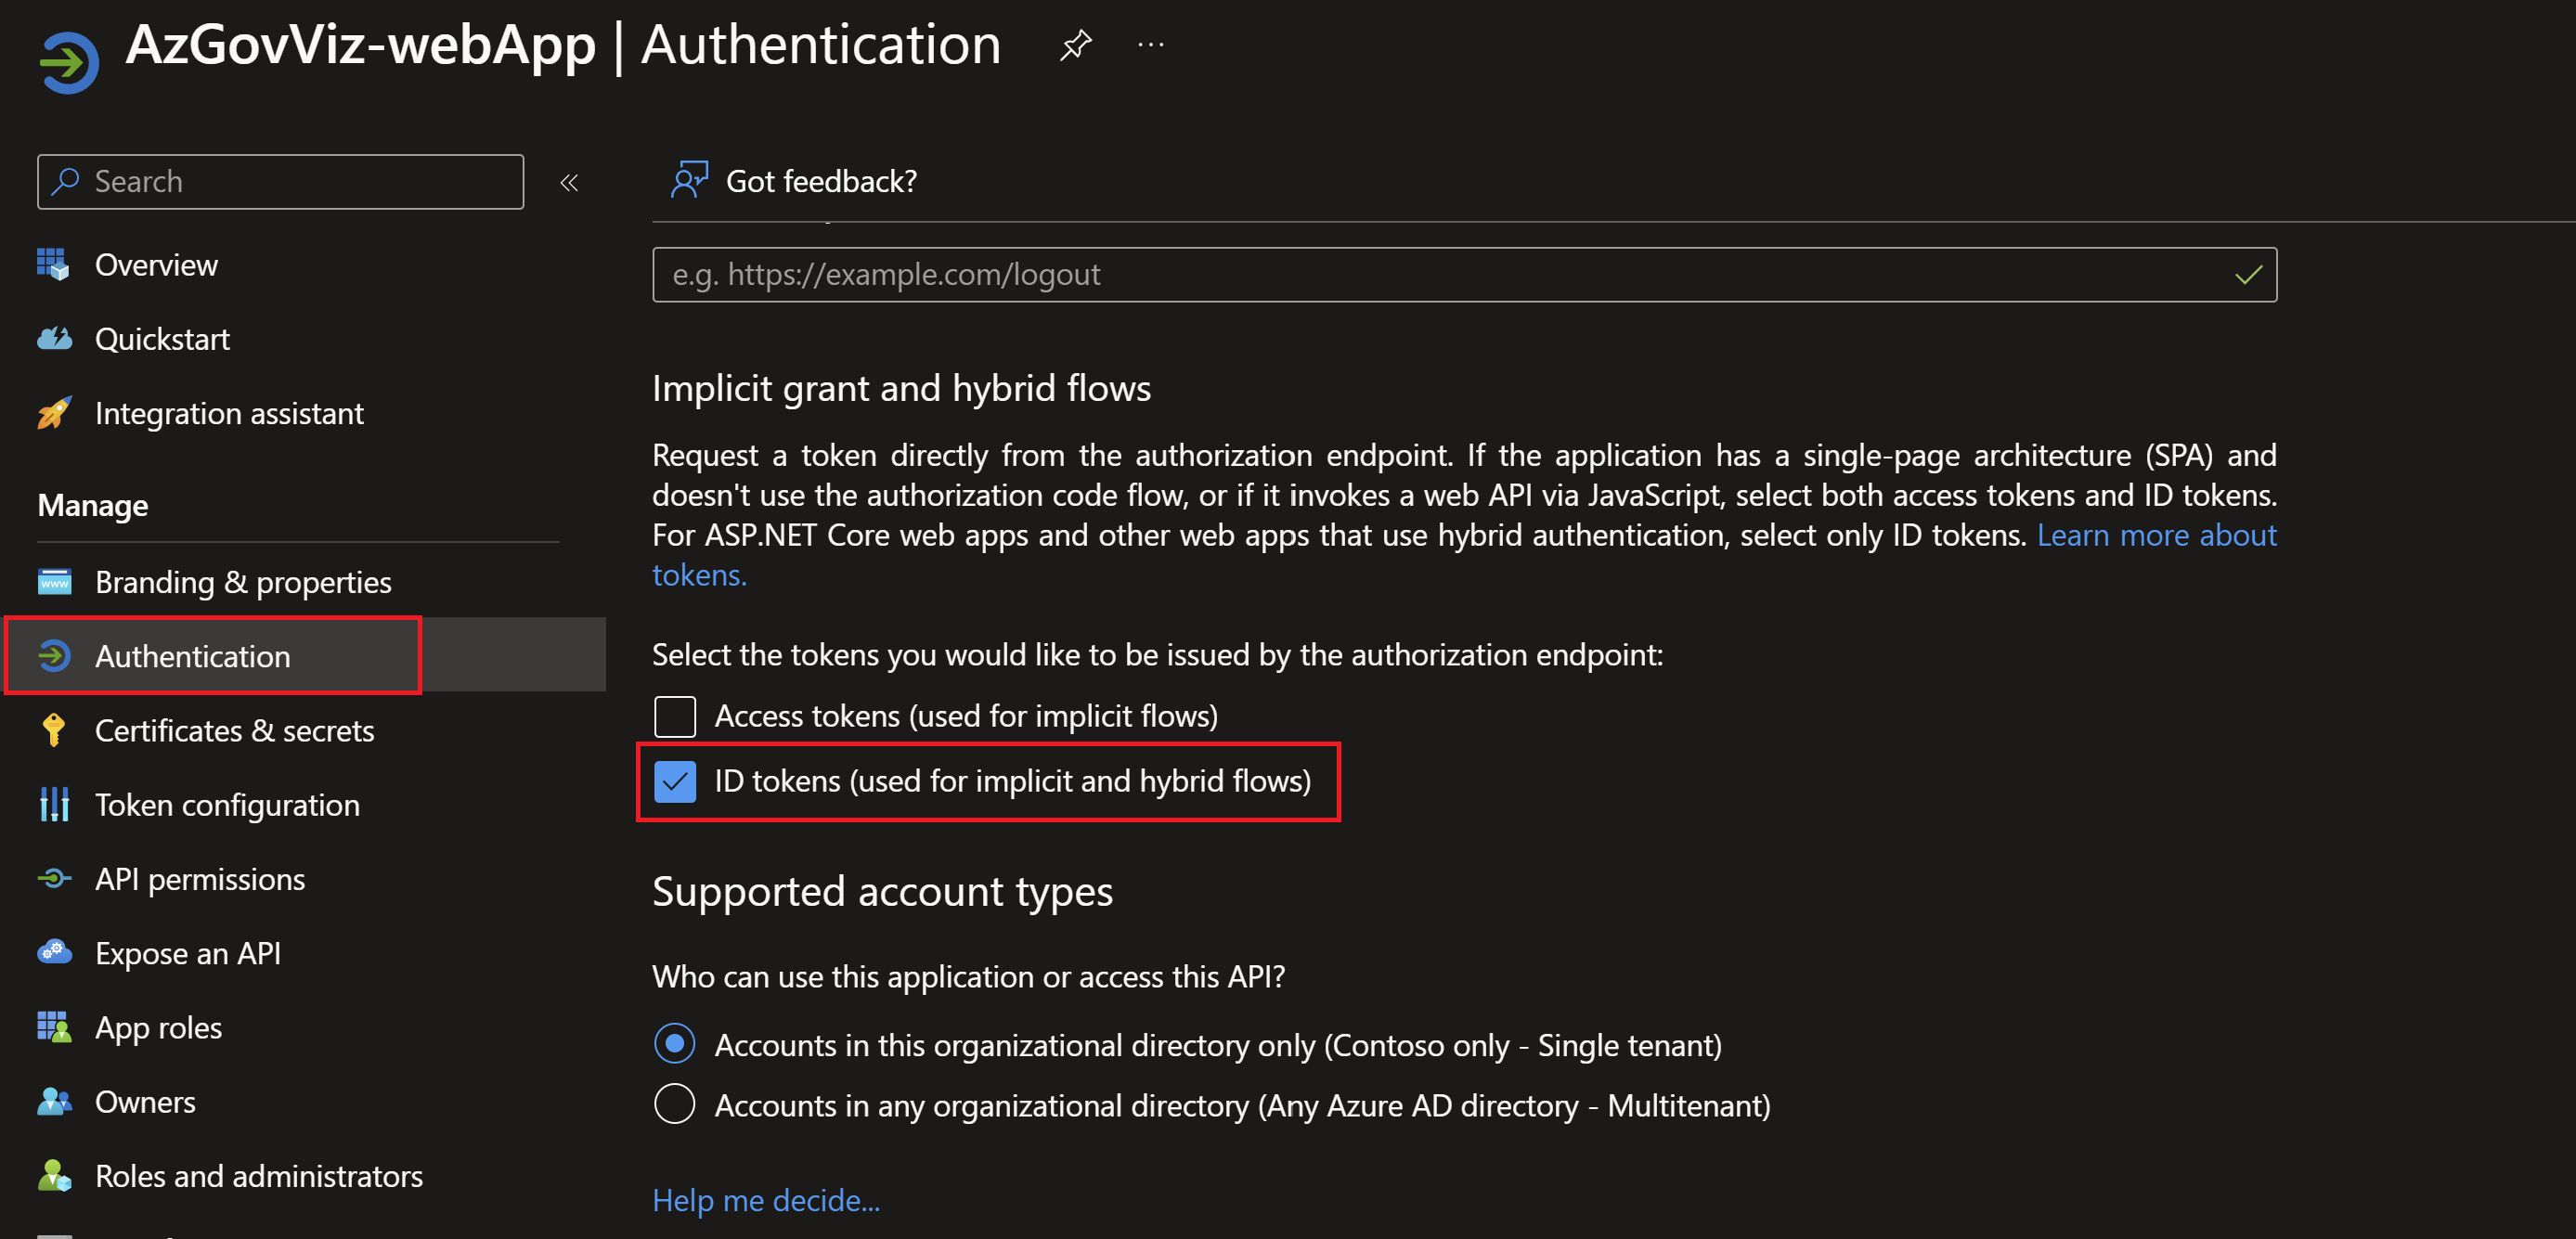 AzGovViz-webApp | Authentication
Search
Overview
Quickstart
Integration assistant
Manage
Branding & properties
Authentication
Certificates & secrets
Token configuration
API permissions
Expose an API
App roles
Owners
Roles and administrators
Got feedback?
e.g. https://example.com/logout
Implicit grant and hybrid flows
Request a token directly from the authorization endpoint. If the application has a single-page architecture (SPA) and
doesn't use the authorization code flow, or if it invokes a web API via JavaScript, select both access tokens and ID tokens.
For ASP.NET Core web apps and other web apps that use hybrid authentication, select only ID tokens. Learn more about
tokens.
Select the tokens you would like to be issued by the authorization endpoint:
Access tokens (used for implicit flows)
ID tokens (used for implicit and hybrid flows)
Supported account types
Who can use this application or access this API?
Accounts in this organizational directory only (Contoso only - Single tenant)
Accounts in any organizational directory (Any Azure AD directory - Multitenant)
Help me decide...